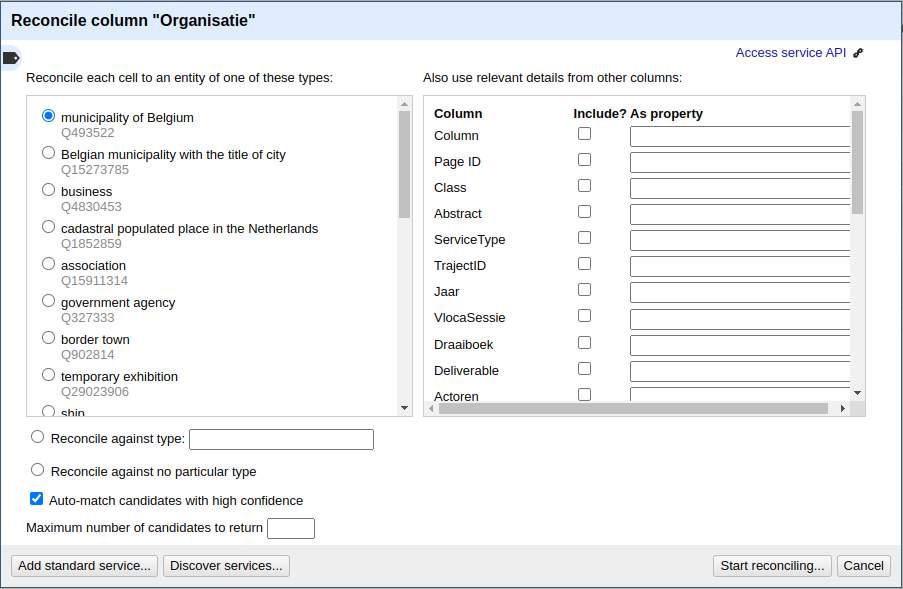 Reconcile column "Organisatie"
Access service API
Reconcile each cell to an entity of one of these types:
Also use relevant details from other columns:
municipality of Belgium
Q493522
Belgian municipality with the title of city
Q15273785
business
Q4830453
cadastral populated place in the Netherlands
Q1852859
association
Q15911314
government agency
Q327333
border town
Q902814
temporary exhibition
Q29023906
ship
Column Include? As property
Column
Page ID
Class
Abstract
ServiceType
TrajectID
Jaar
VlocaSessie
Draaiboek
Deliverable
Actoren
Reconcile against type:
Reconcile against no particular type
Auto-match candidates with high confidence
Maximum number of candidates to return
Add standard service... Discover services... Start reconciling... Cancel